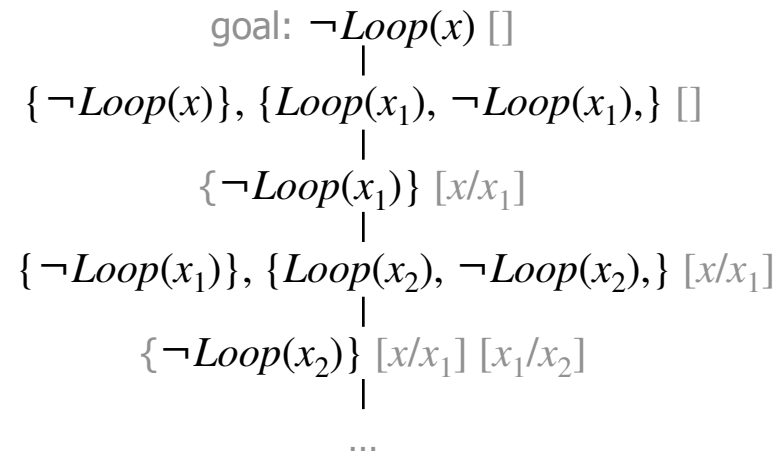 goal: ¬Loop(x) []
{¬Loop(x)}, {Loop(x₁), ¬Loop(x₁),} []
{¬Loop(x₁)} [x/x₁]
{¬Loop(x₁)}, {Loop(x₂), ¬Loop(x₂),} [x/x₁]
{¬Loop(x₂)} [x/x₁] [x₁/x₂]
...